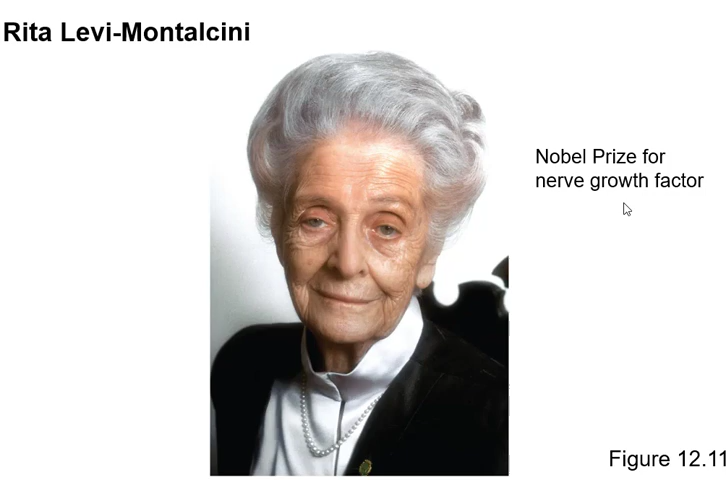 Rita Levi-Montalcini
Nobel Prize for
nerve growth factor
Figure 12.11